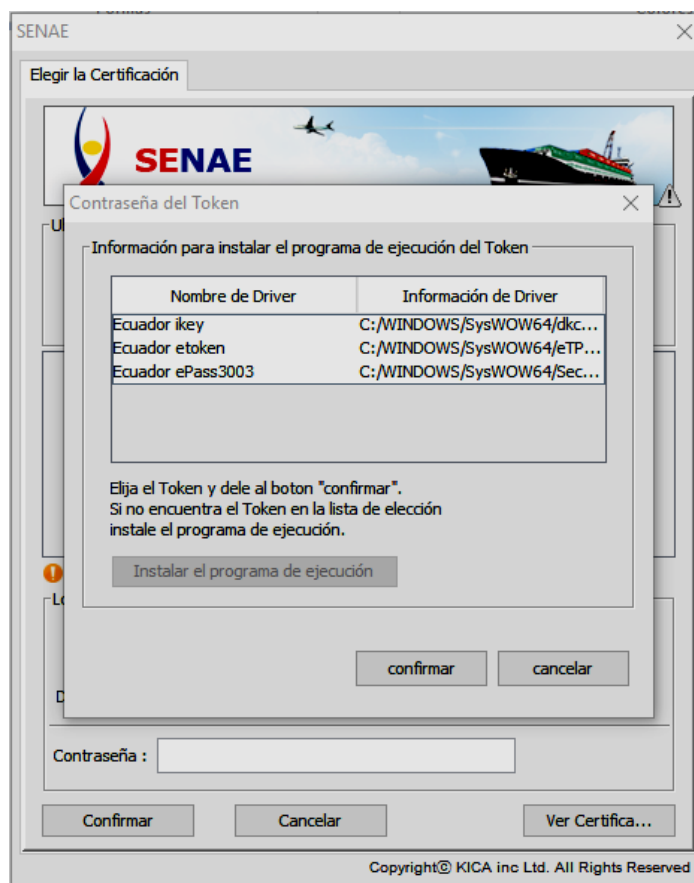 SENAE
Elegir la Certificación
SENAE
Contraseña del Token
Información para instalar el programa de ejecución del Token
Nombre de Driver Información de Driver
Ecuador ikey C:/WINDOWS/SysWOW64/dkc...
Ecuador etoken C:/WINDOWS/SysWOW64/eTP...
Ecuador ePass3003 C:/WINDOWS/SysWOW64/Sec...
Elija el Token y dele al boton "confirmar".
Si no encuentra el Token en la lista de elección
instale el programa de ejecución.
Instalar el programa de ejecución
confirmar cancelar
Contraseña :
Confirmar Cancelar Ver Certifica...
Copyrightⓒ KICA inc Ltd. All Rights Reserved